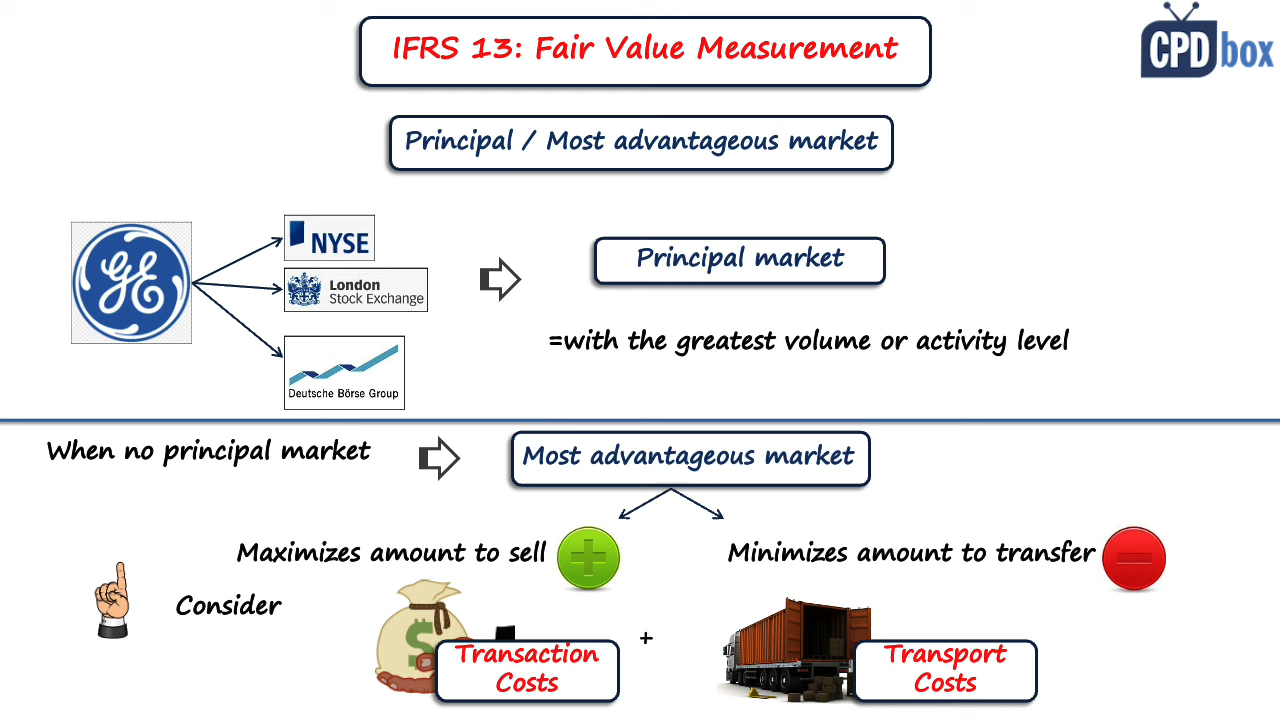 IFRS 13: Fair Value Measurement
CPD box
Principal / Most advantageous market
GE
NYSE
London
Stock Exchange
Deutsche Börse Group
Principal market
=with the greatest volume or activity level
When no principal market
Most advantageous market
Maximizes amount to sell
Minimizes amount to transfer
Consider
$
+
Transaction
Costs
Transport
Costs